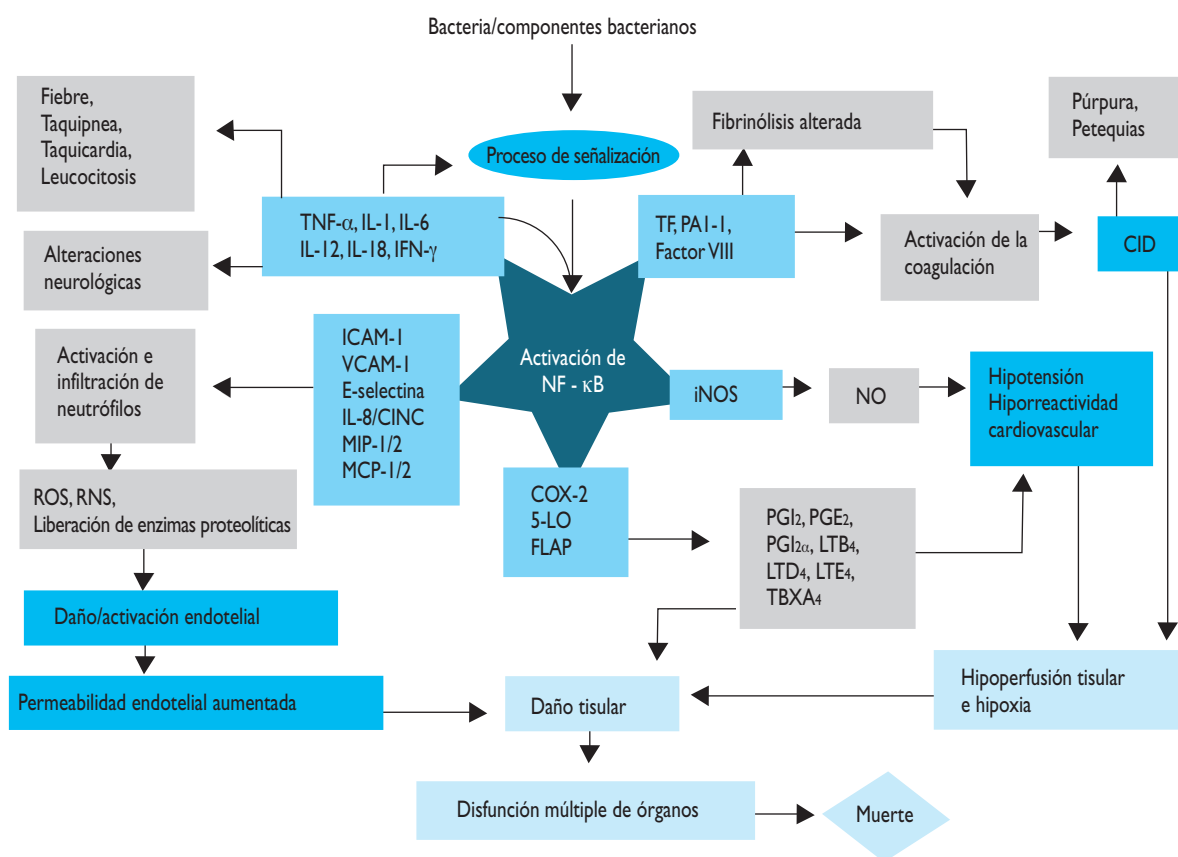 Bacteria/componentes bacterianos
Fiebre,
Taquipnea,
Taquicardia,
Leucocitosis
Proceso de señalización
Fibrinólisis alterada
Púrpura,
Petequias
TNF-α, IL-1, IL-6
IL-12, IL-18, IFN-γ
TF, PA1-1,
Factor VIII
Activación de la
coagulación
CID
Alteraciones
neurológicas
Activación e
infiltración de
neutrófilos
ICAM-1
VCAM-1
E-selectina
IL-8/CINC
MIP-1/2
MCP-1/2
Activación de
NF - κB
iNOS
NO
Hipotensión
Hiporreactividad
cardiovascular
ROS, RNS,
Liberación de enzimas proteolíticas
COX-2
5-LO
FLAP
PGI₂, PGE₂,
PGI₂α, LTB₄,
LTD₄, LTE₄,
TBXA₄
Daño/activación endotelial
Permeabilidad endotelial aumentada
Daño tisular
Hipoperfusión tisular
e hipoxia
Disfunción múltiple de órganos
Muerte